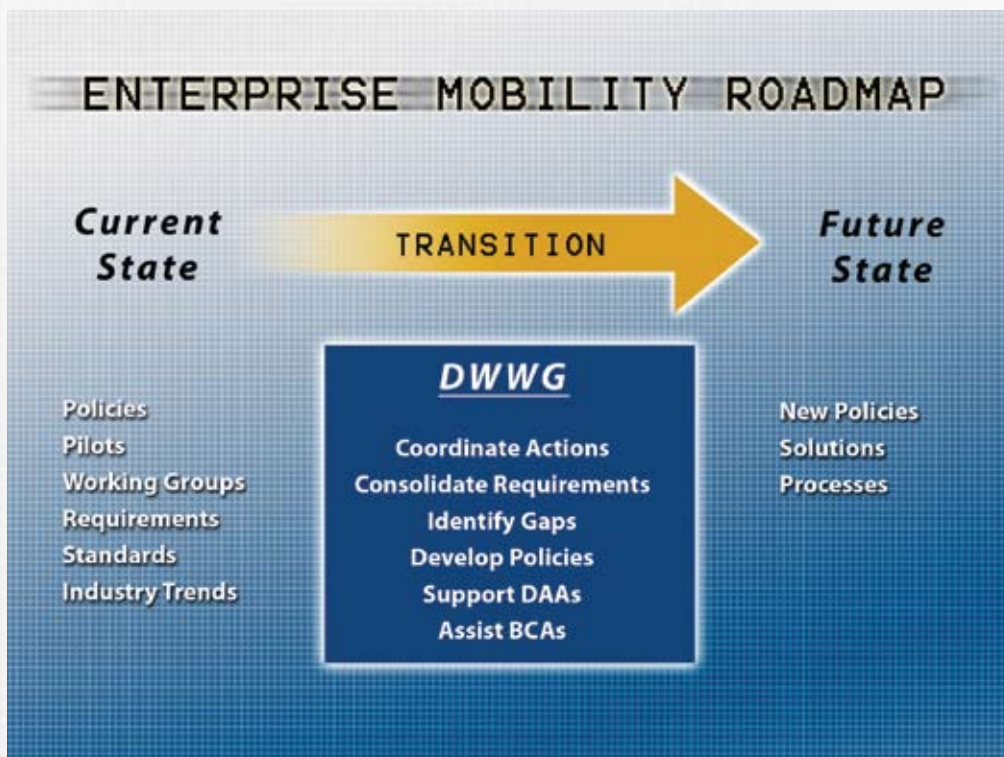 ENTERPRISE MOBILITY ROADMAP
Current
State
TRANSITION
Future
State
Policies
Pilots
Working Groups
Requirements
Standards
Industry Trends
DWWG
Coordinate Actions
Consolidate Requirements
Identify Gaps
Develop Policies
Support DAAs
Assist BCAs
New Policies
Solutions
Processes